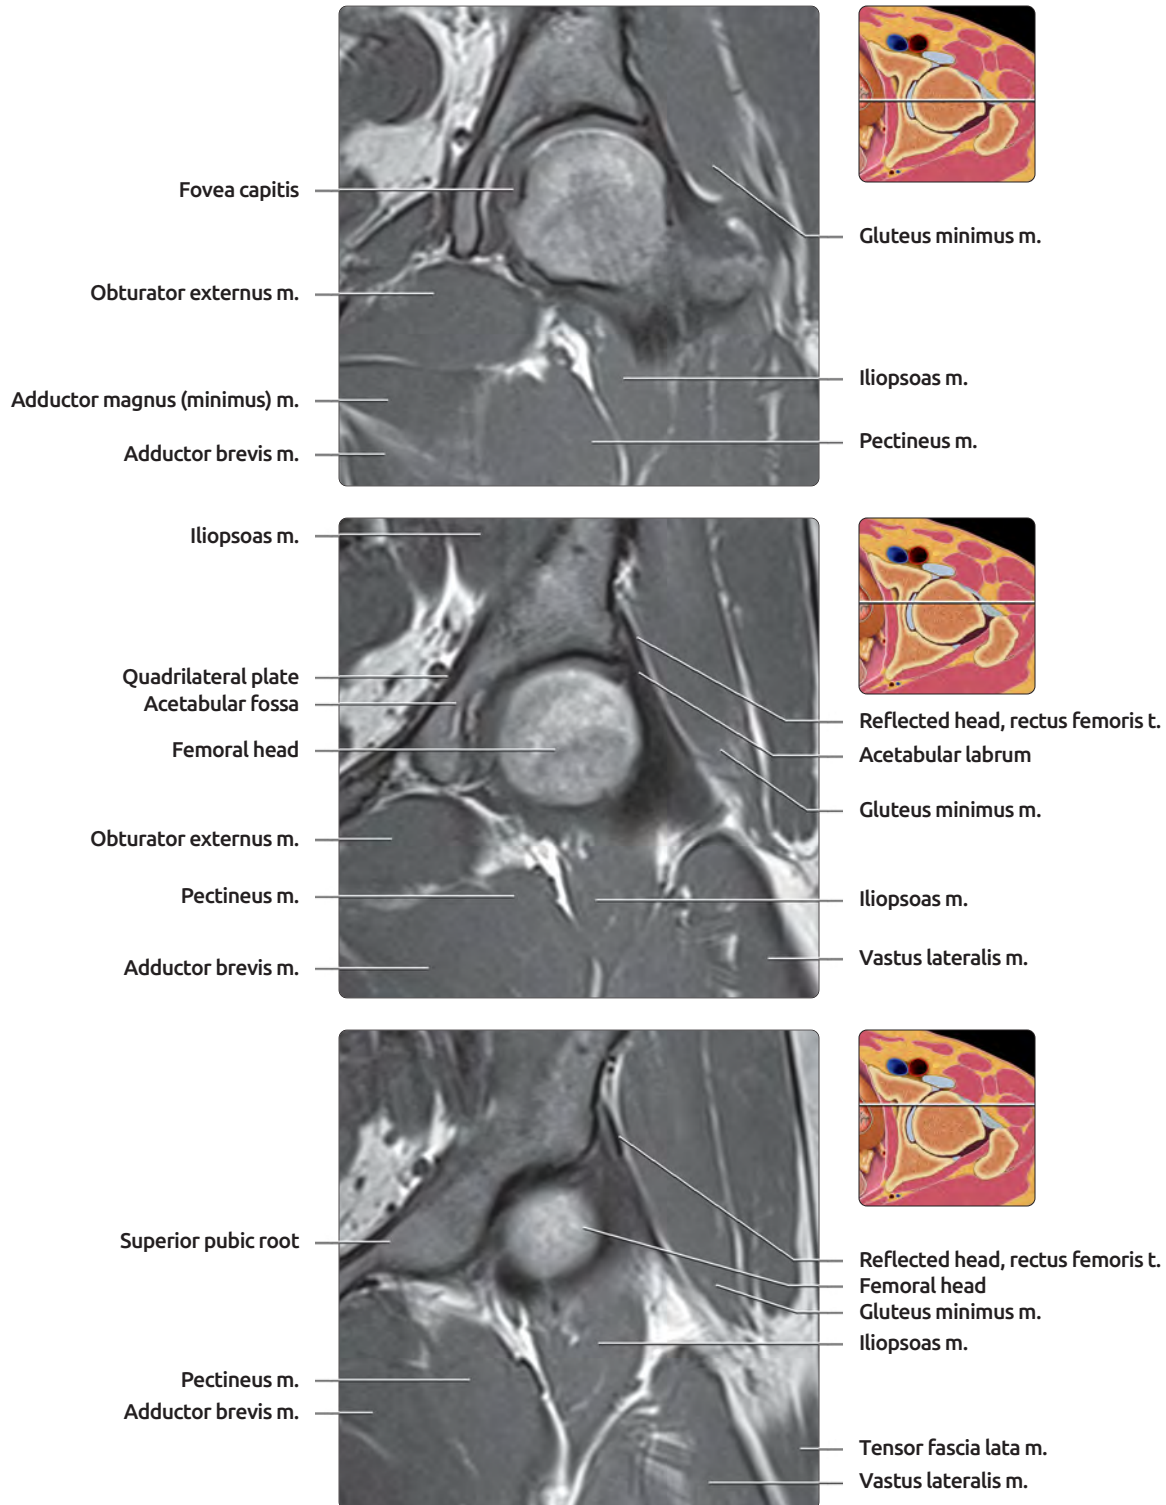 Fovea capitis
Obturator externus m.
Adductor magnus (minimus) m.
Adductor brevis m.
Gluteus minimus m.
Iliopsoas m.
Pectineus m.
Iliopsoas m.
Quadrilateral plate
Acetabular fossa
Femoral head
Obturator externus m.
Pectineus m.
Adductor brevis m.
Reflected head, rectus femoris t.
Acetabular labrum
Gluteus minimus m.
Iliopsoas m.
Vastus lateralis m.
Superior pubic root
Pectineus m.
Adductor brevis m.
Reflected head, rectus femoris t.
Femoral head
Gluteus minimus m.
Iliopsoas m.
Tensor fascia lata m.
Vastus lateralis m.